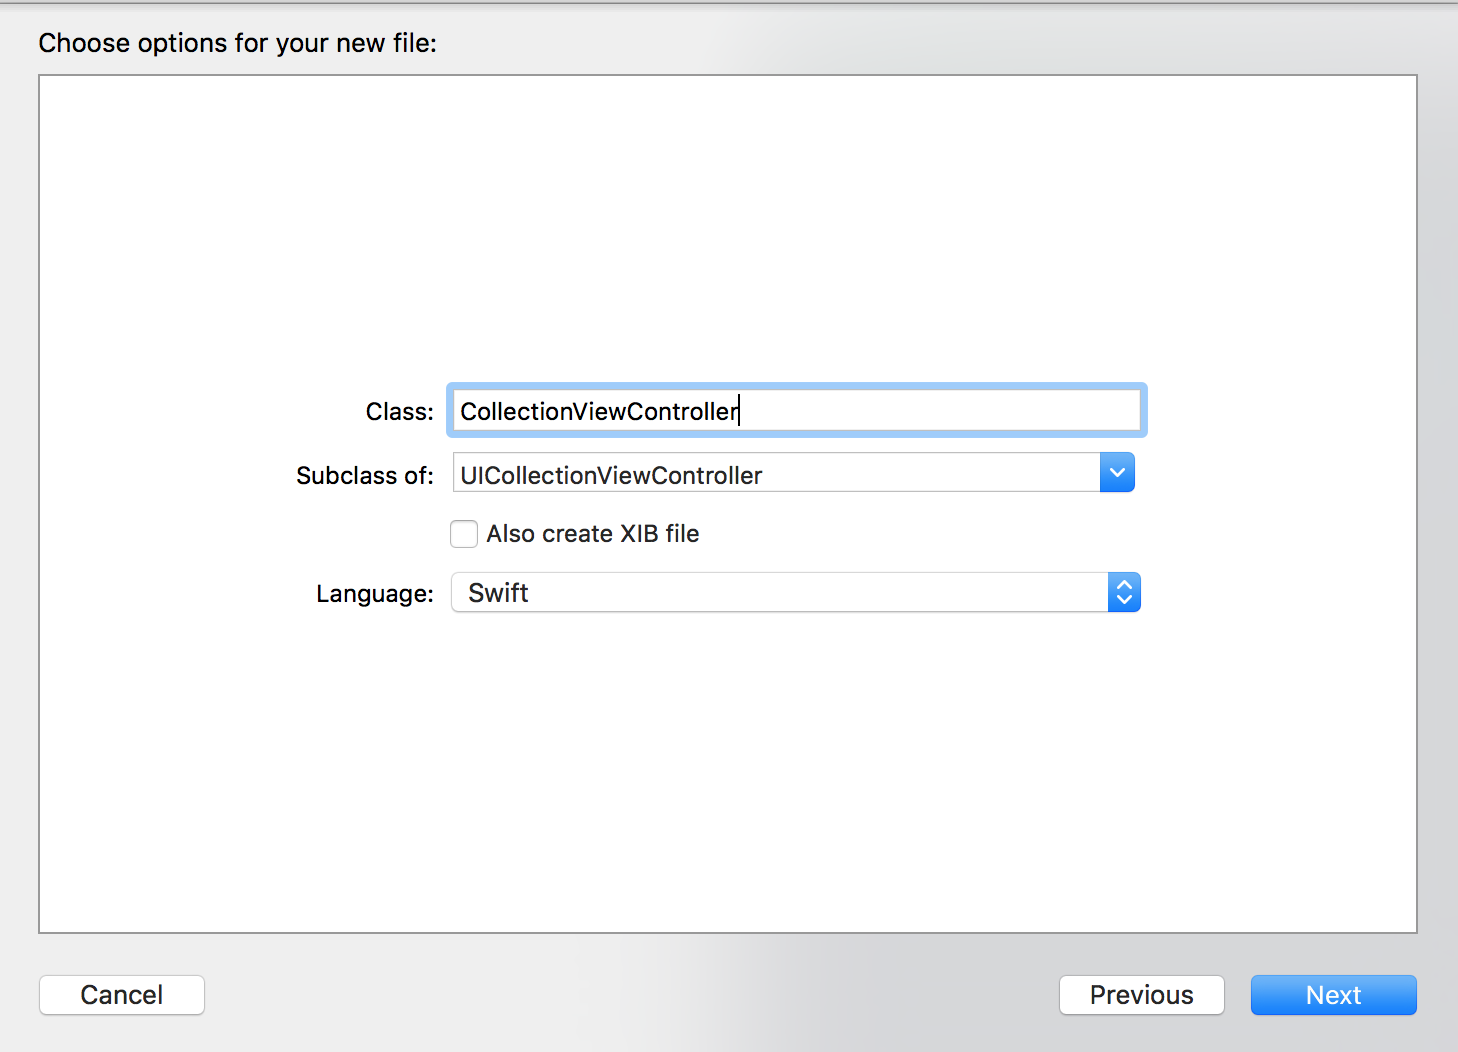 Choose options for your new file:
Class: CollectionViewController
Subclass of: UICollectionViewController
Also create XIB file
Language: Swift
Cancel Previous Next